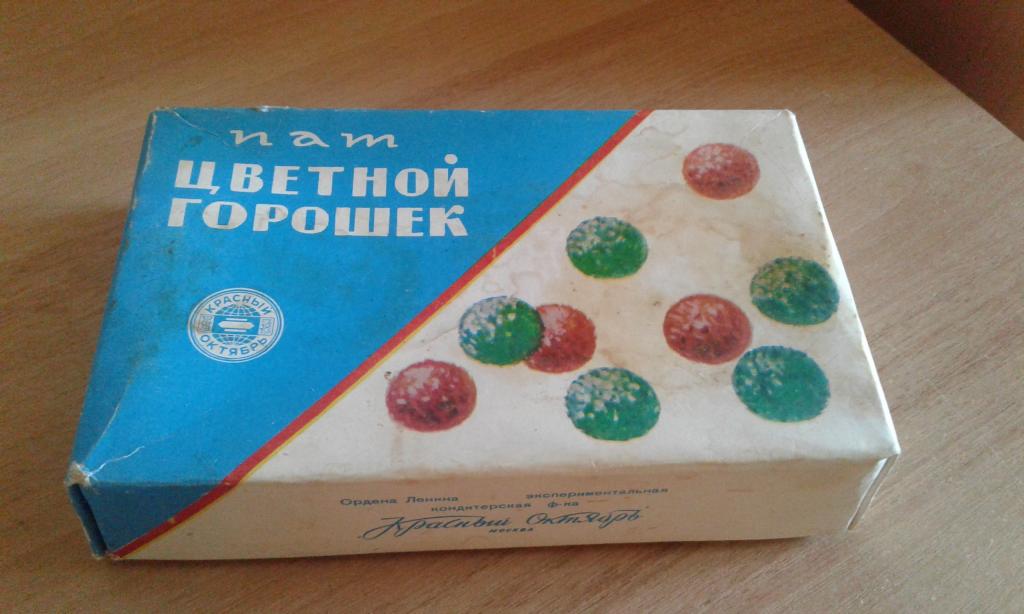 пат
ЦВЕТНОЙ
ГОРОШЕК
КРАСНЫЙ
ОКТЯБРЬ
Ордена Ленина экспериментальная
кондитерская ф-ка
„Красный Октябрь”
МОСКВА